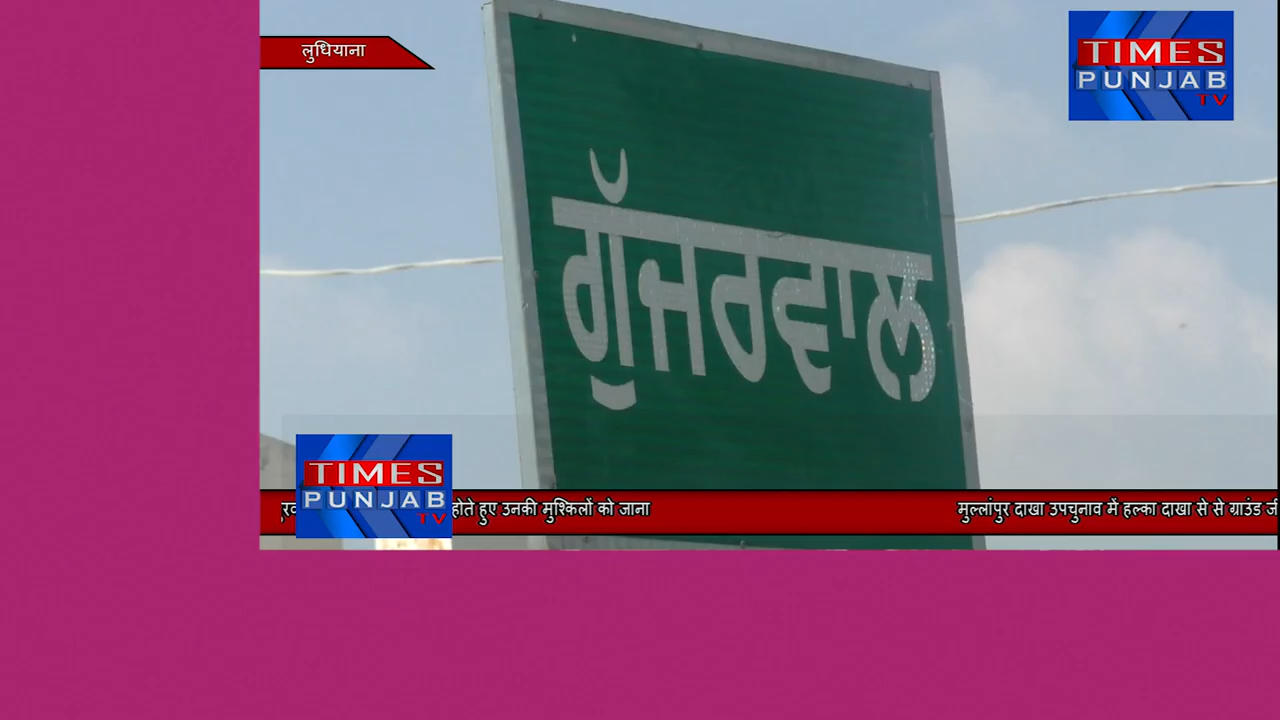 ਲੁਧਿਯਾਨਾ
TIMES
PUNJAB
TV
ਗੁੱਜਰਵਾਲ
TIMES
PUNJAB
TV
होते हुए उनकी मुश्किलों को जाना
मुल्लांपुर दाखा उपचुनाव में हल्का दाखा से से ग्राउंड